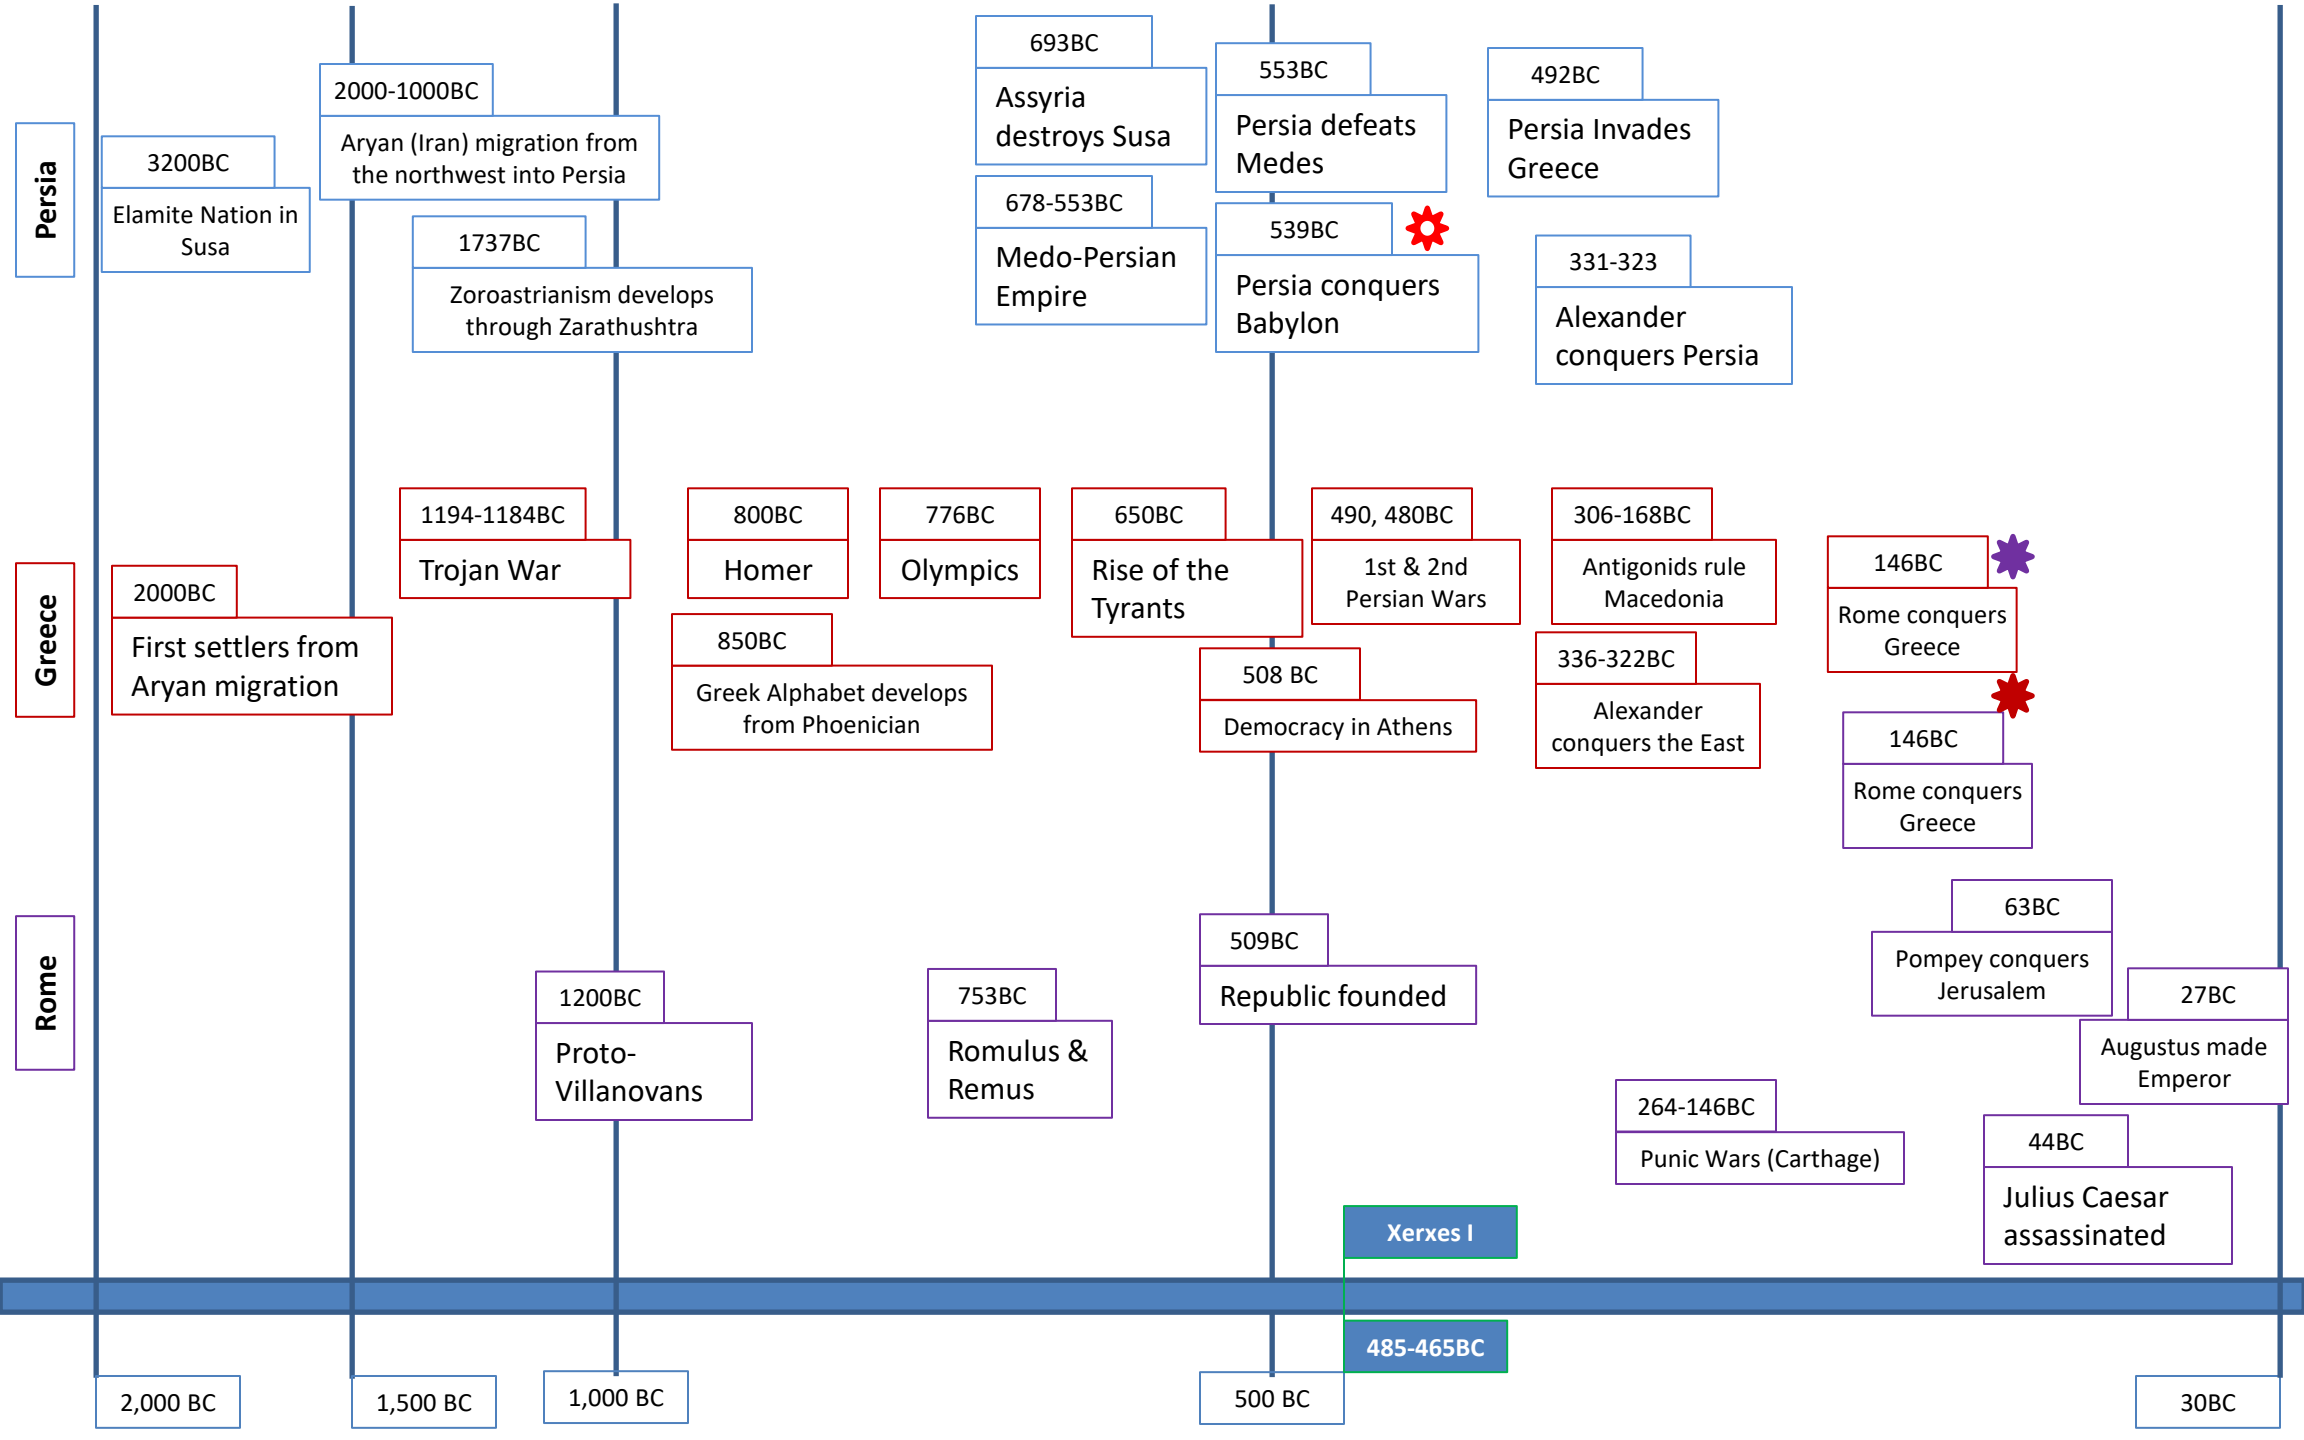 Persia
3200BC
Elamite Nation in
Susa
2000-1000BC
Aryan (Iran) migration from
the northwest into Persia
1737BC
Zoroastrianism develops
through Zarathushtra
693BC
Assyria
destroys Susa
678-553BC
Medo-Persian
Empire
553BC
Persia defeats
Medes
539BC
Persia conquers
Babylon
492BC
Persia Invades
Greece
331-323
Alexander
conquers Persia
Greece
2000BC
First settlers from
Aryan migration
1194-1184BC
Trojan War
800BC
Homer
850BC
Greek Alphabet develops
from Phoenician
776BC
Olympics
650BC
Rise of the
Tyrants
508 BC
Democracy in Athens
490, 480BC
1st & 2nd
Persian Wars
306-168BC
Antigonids rule
Macedonia
336-322BC
Alexander
conquers the East
146BC
Rome conquers
Greece
146BC
Rome conquers
Greece
Rome
1200BC
Proto-
Villanovans
753BC
Romulus &
Remus
509BC
Republic founded
264-146BC
Punic Wars (Carthage)
63BC
Pompey conquers
Jerusalem
27BC
Augustus made
Emperor
44BC
Julius Caesar
assassinated
Xerxes I
485-465BC
2,000 BC
1,500 BC
1,000 BC
500 BC
30BC